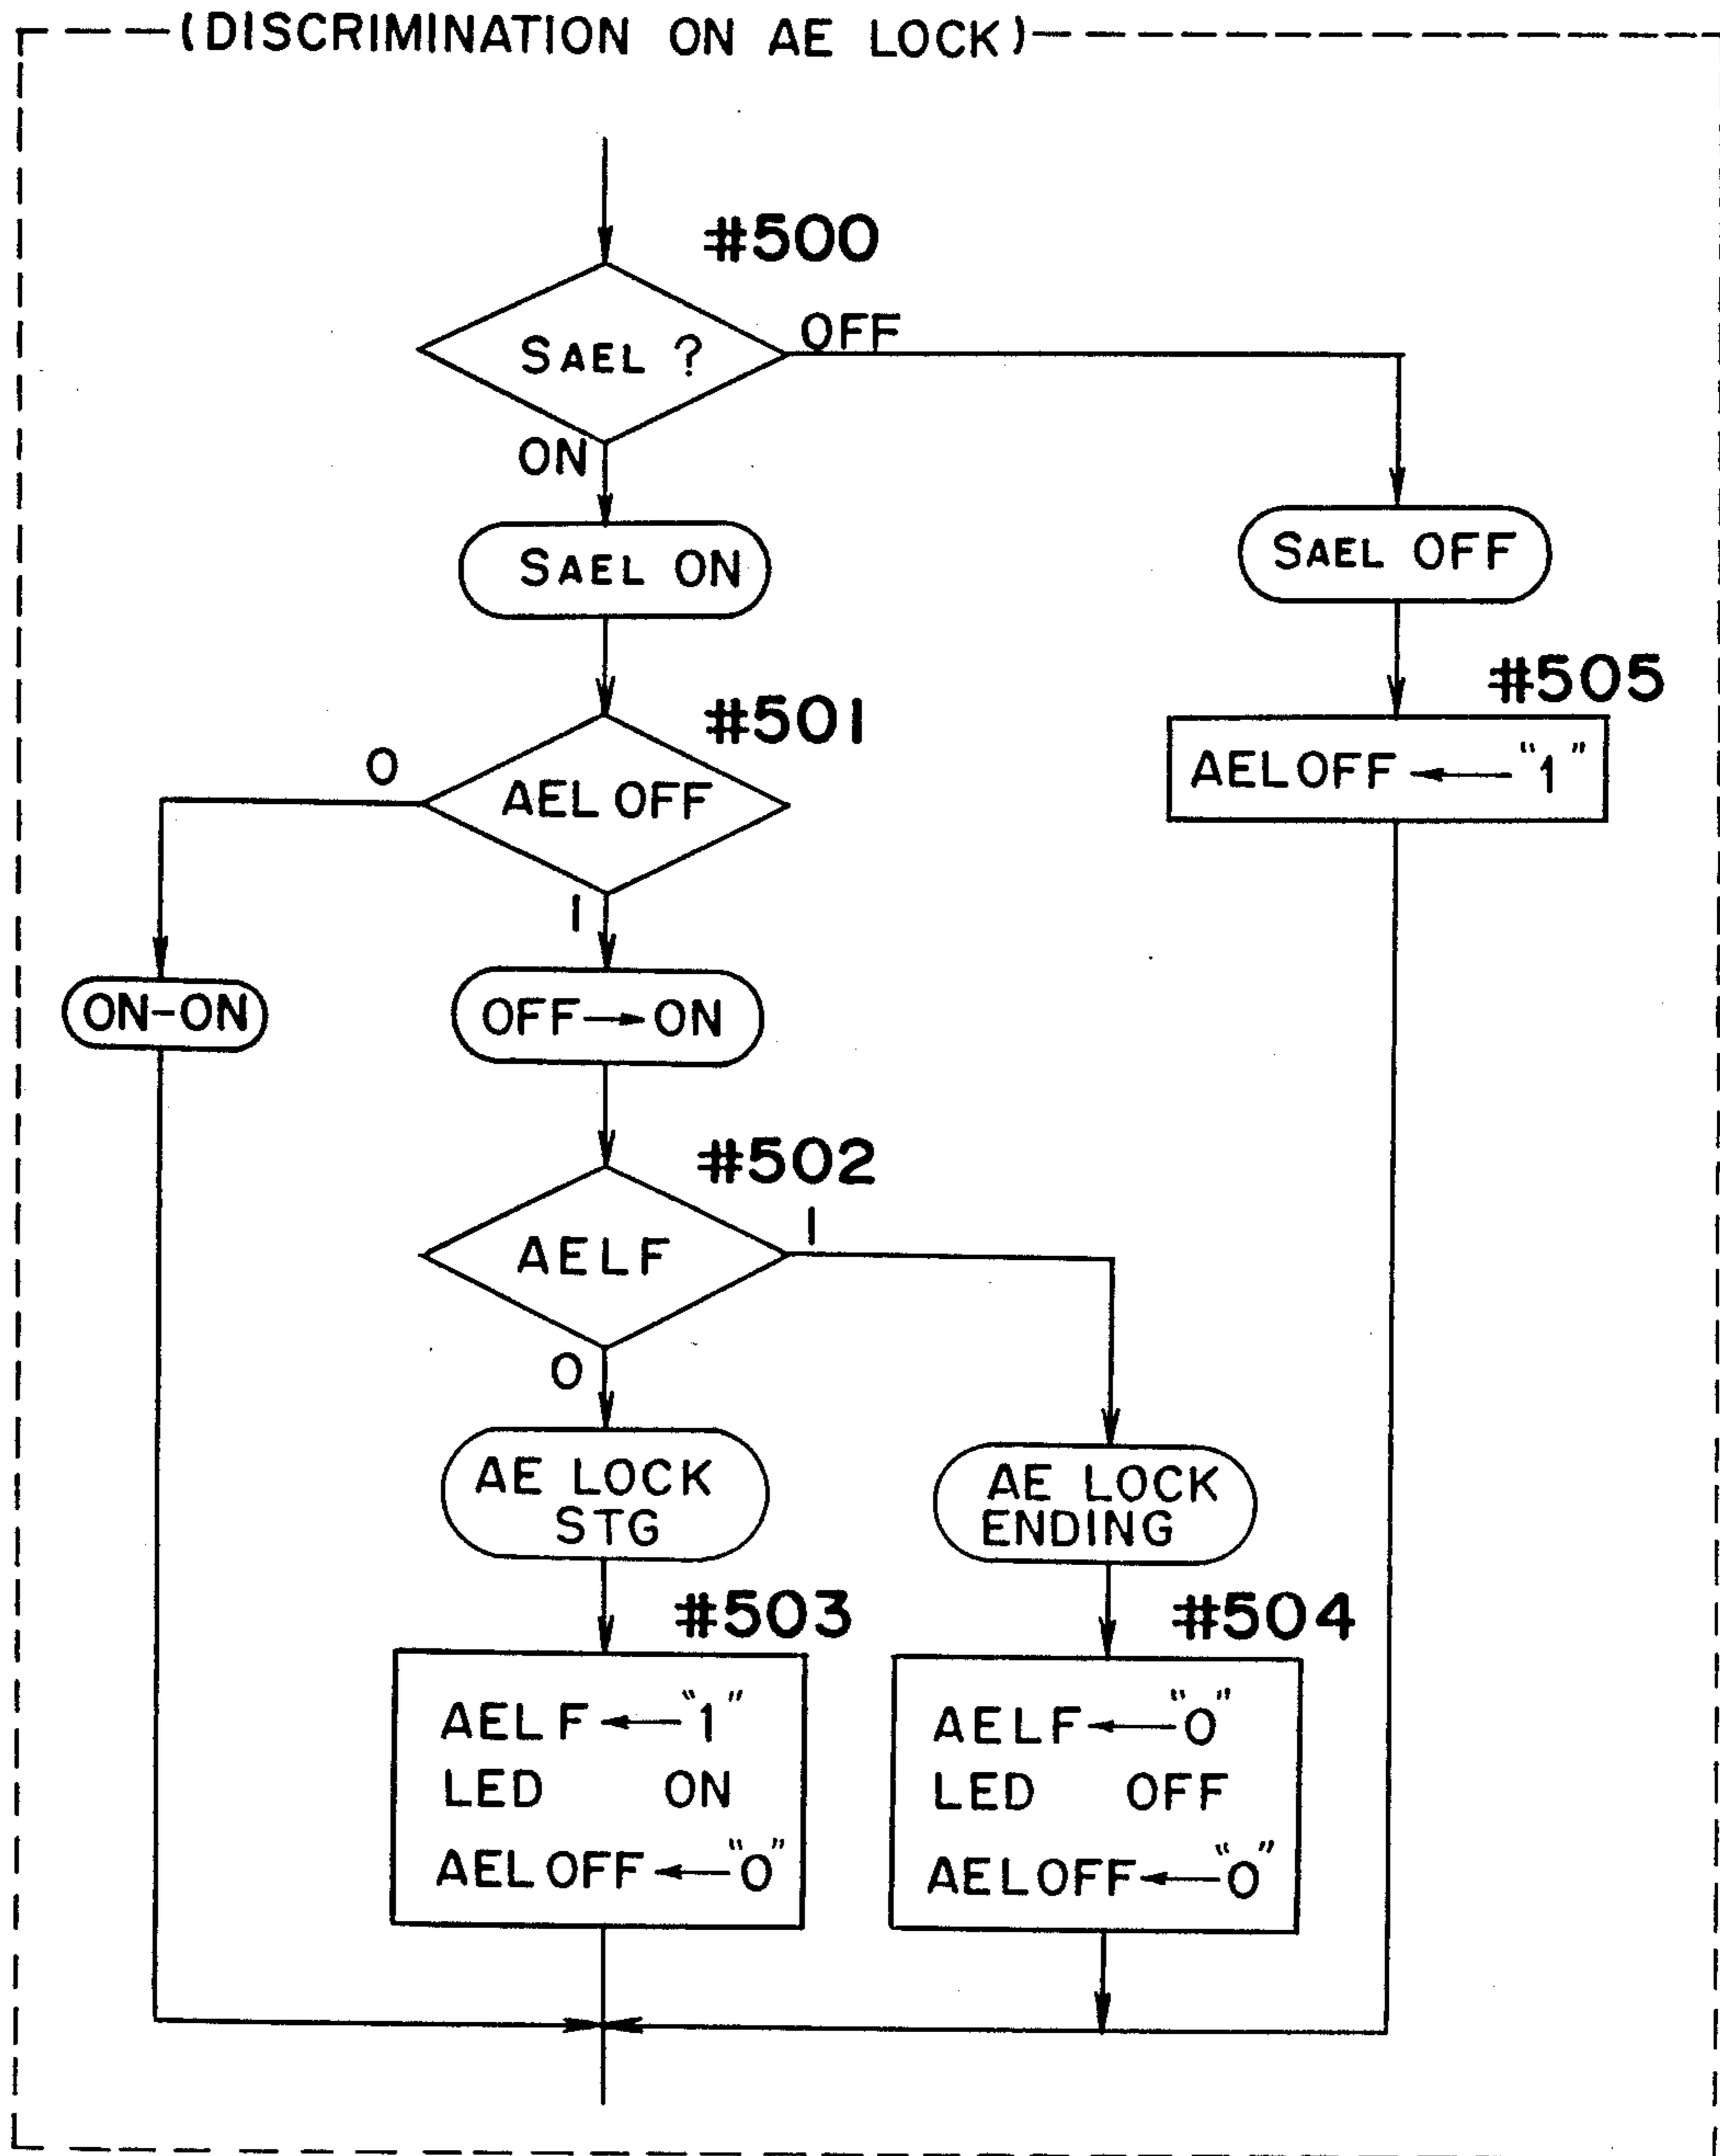 (DISCRIMINATION ON AE LOCK)
#500
SAEL ?
OFF
ON
SAEL ON
SAEL OFF
#501
#505
AELOFF ← "1"
0
AELOFF
1
ON-ON
OFF → ON
#502
1
AELF
0
AE LOCK
STG
AE LOCK
ENDING
#503
AELF ← "1"
LED ON
AELOFF ← "0"
#504
AELF ← "0"
LED OFF
AELOFF ← "0"